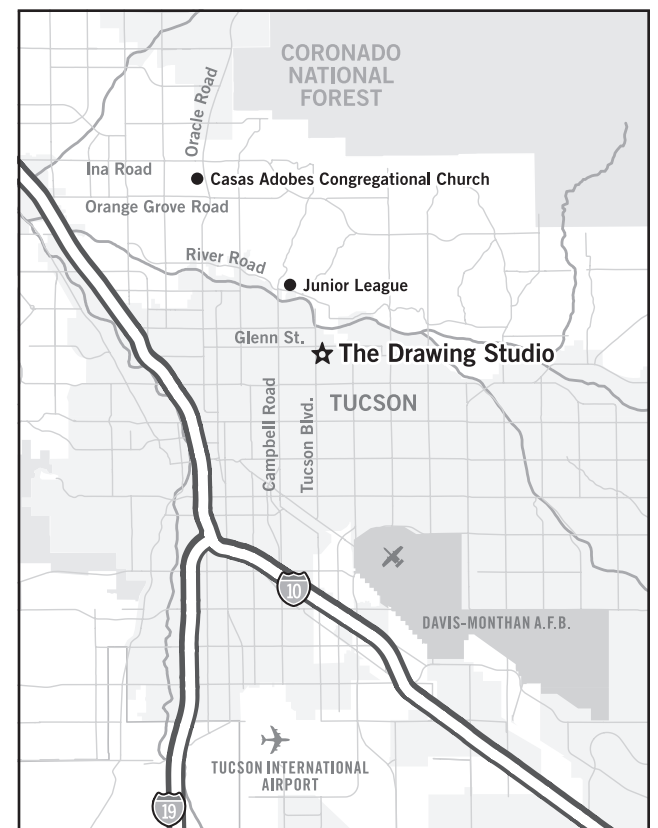 CORONADO
NATIONAL
FOREST
Oracle Road
Ina Road
Casas Adobes Congregational Church
Orange Grove Road
River Road
Junior League
Glenn St.
The Drawing Studio
Campbell Road
Tucson Blvd.
TUCSON
10
DAVIS-MONTHAN A.F.B.
TUCSON INTERNATIONAL
AIRPORT
19